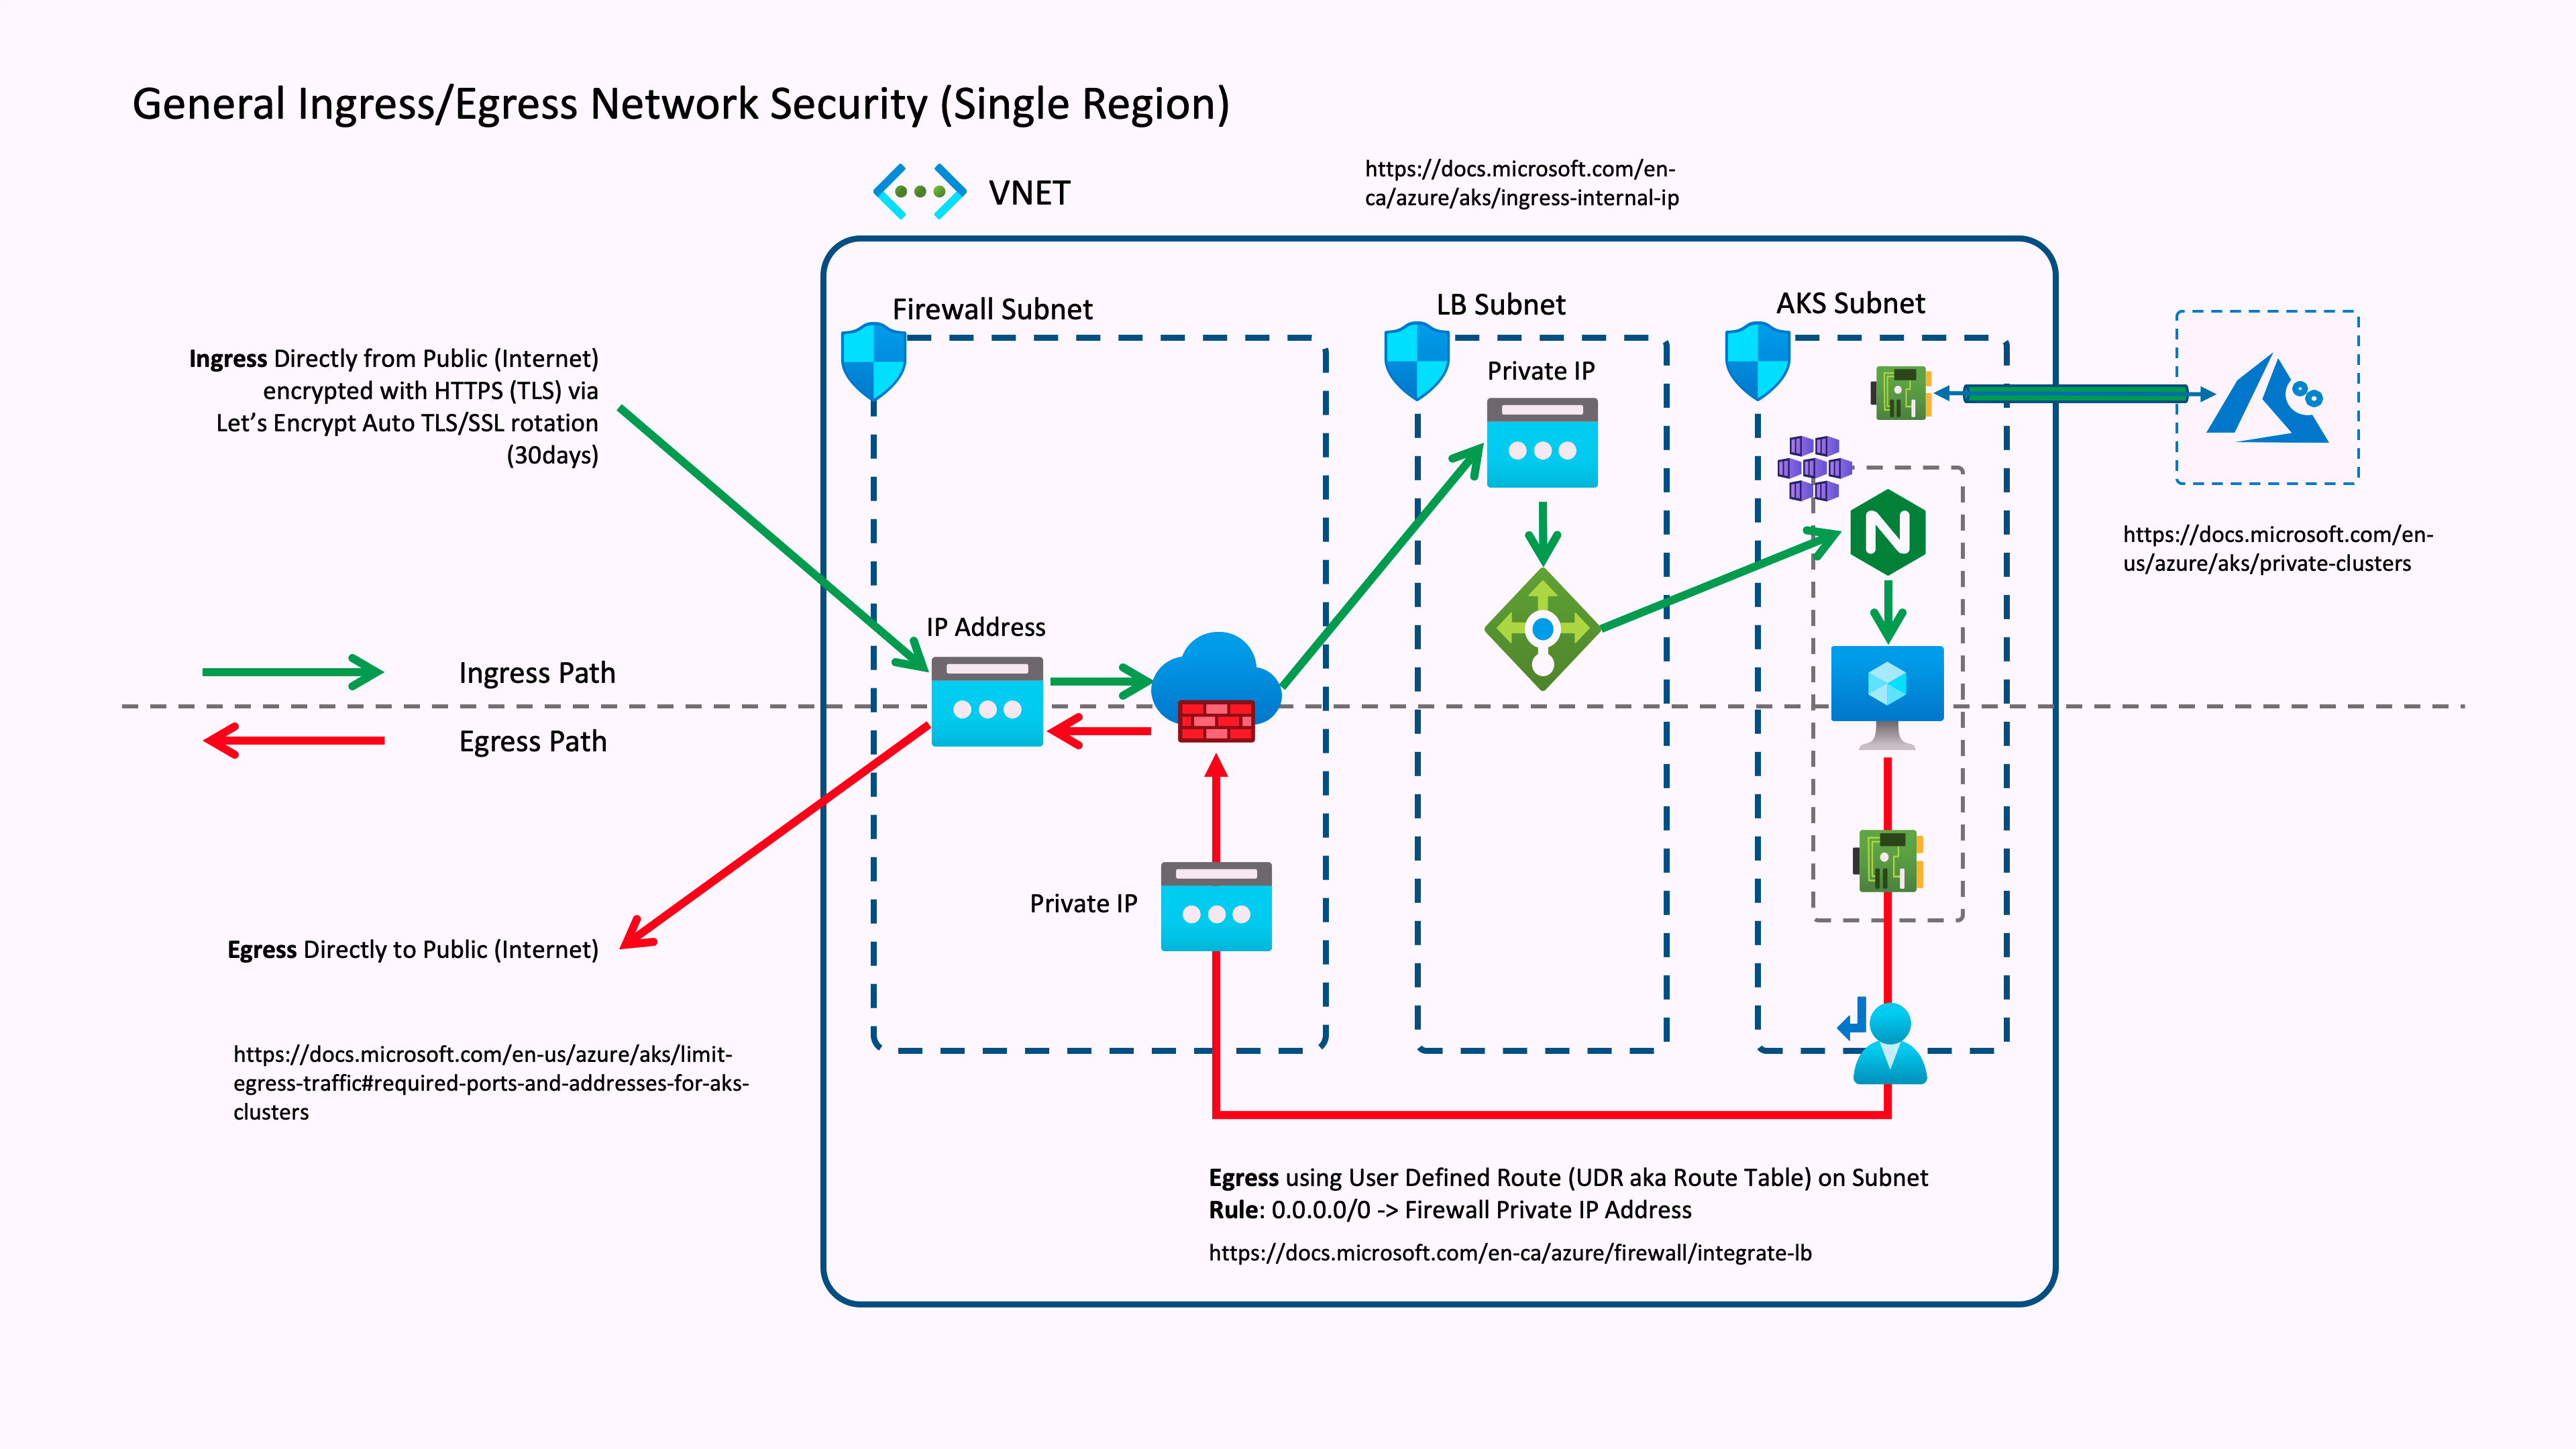 General Ingress/Egress Network Security (Single Region)
VNET
https://docs.microsoft.com/en-
ca/azure/aks/ingress-internal-ip
Firewall Subnet
LB Subnet
AKS Subnet
Ingress Directly from Public (Internet)
encrypted with HTTPS (TLS) via
Let's Encrypt Auto TLS/SSL rotation
(30days)
Private IP
https://docs.microsoft.com/en-
us/azure/aks/private-clusters
IP Address
Ingress Path
Egress Path
Private IP
Egress Directly to Public (Internet)
https://docs.microsoft.com/en-us/azure/aks/limit-
egress-traffic#required-ports-and-addresses-for-aks-
clusters
Egress using User Defined Route (UDR aka Route Table) on Subnet
Rule: 0.0.0.0/0 -> Firewall Private IP Address
https://docs.microsoft.com/en-ca/azure/firewall/integrate-lb